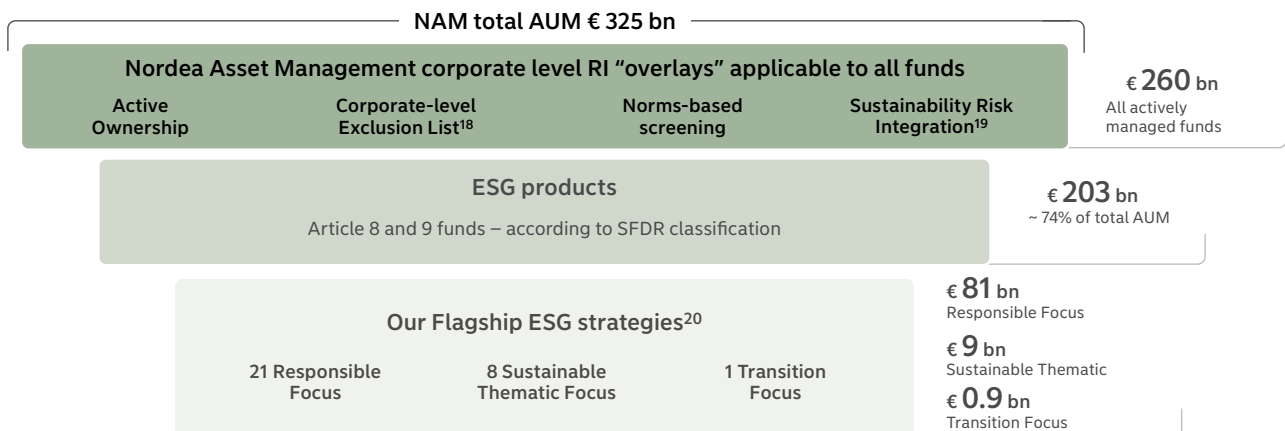 NAM total AUM € 325 bn
Nordea Asset Management corporate level RI “overlays” applicable to all funds
Active
Ownership
Corporate-level
Exclusion List18
Norms-based
screening
Sustainability Risk
Integration19
€ 260 bn
All actively
managed funds
ESG products
Article 8 and 9 funds – according to SFDR classification
€ 203 bn
~ 74% of total AUM
Our Flagship ESG strategies20
21 Responsible
Focus
8 Sustainable
Thematic Focus
1 Transition
Focus
€ 81 bn
Responsible Focus
€ 9 bn
Sustainable Thematic
€ 0.9 bn
Transition Focus